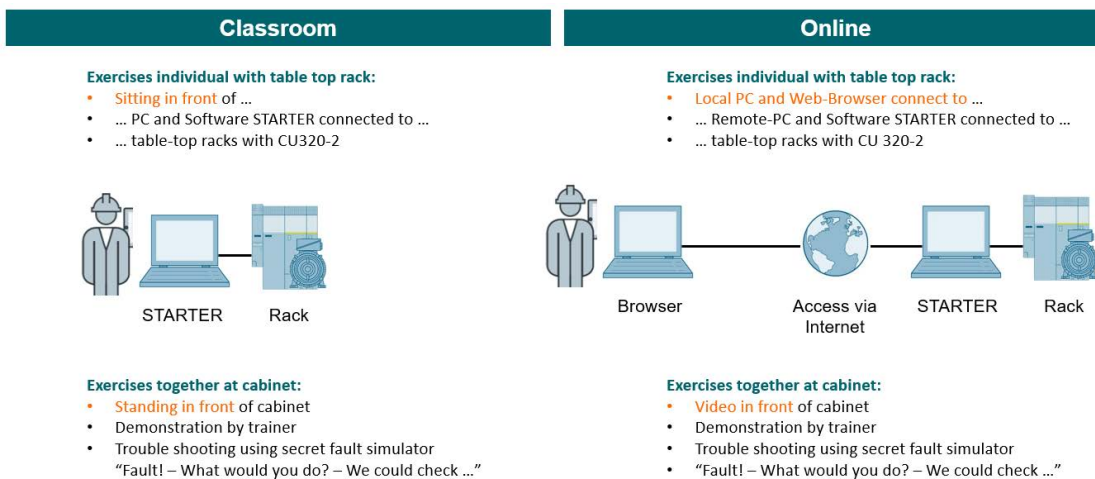 Classroom
Exercises individual with table top rack:
• Sitting in front of ...
• ... PC and Software STARTER connected to ...
• ... table-top racks with CU320-2
STARTER
Rack
Exercises together at cabinet:
• Standing in front of cabinet
• Demonstration by trainer
• Trouble shooting using secret fault simulator
“Fault! – What would you do? – We could check ...”
Online
Exercises individual with table top rack:
• Local PC and Web-Browser connect to ...
• ... Remote-PC and Software STARTER connected to ...
• ... table-top racks with CU 320-2
Browser
Access via
Internet
STARTER
Rack
Exercises together at cabinet:
• Video in front of cabinet
• Demonstration by trainer
• Trouble shooting using secret fault simulator
• “Fault! – What would you do? – We could check ...”